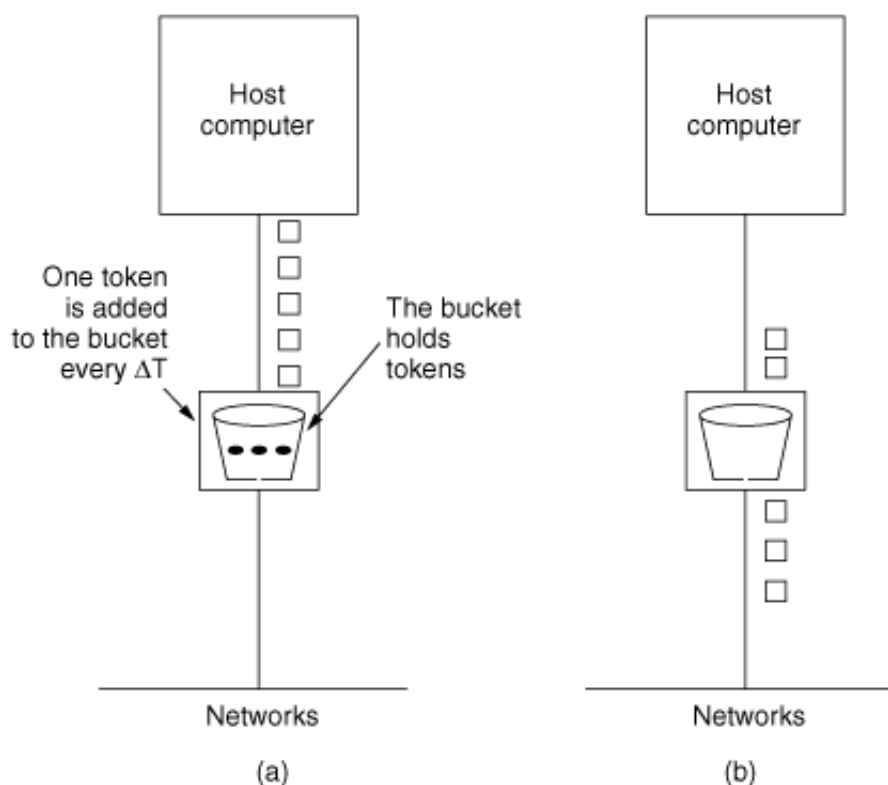 Host
computer
One token
is added
to the bucket
every ΔT
The bucket
holds
tokens
Networks
(a)
Host
computer
Networks
(b)